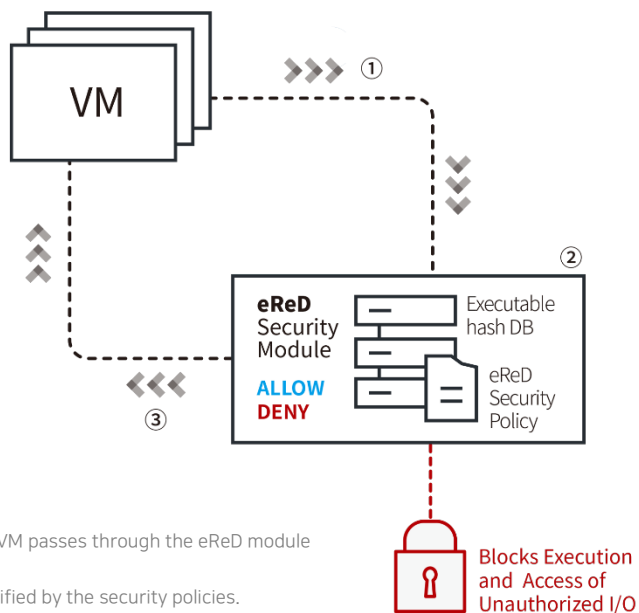 ①
VM
②
eReD
Security
Module
ALLOW
DENY
Executable
hash DB
eReD
Security
Policy
③
VM passes through the eReD module
ified by the security policies.
Blocks Execution
and Access of
Unauthorized I/O